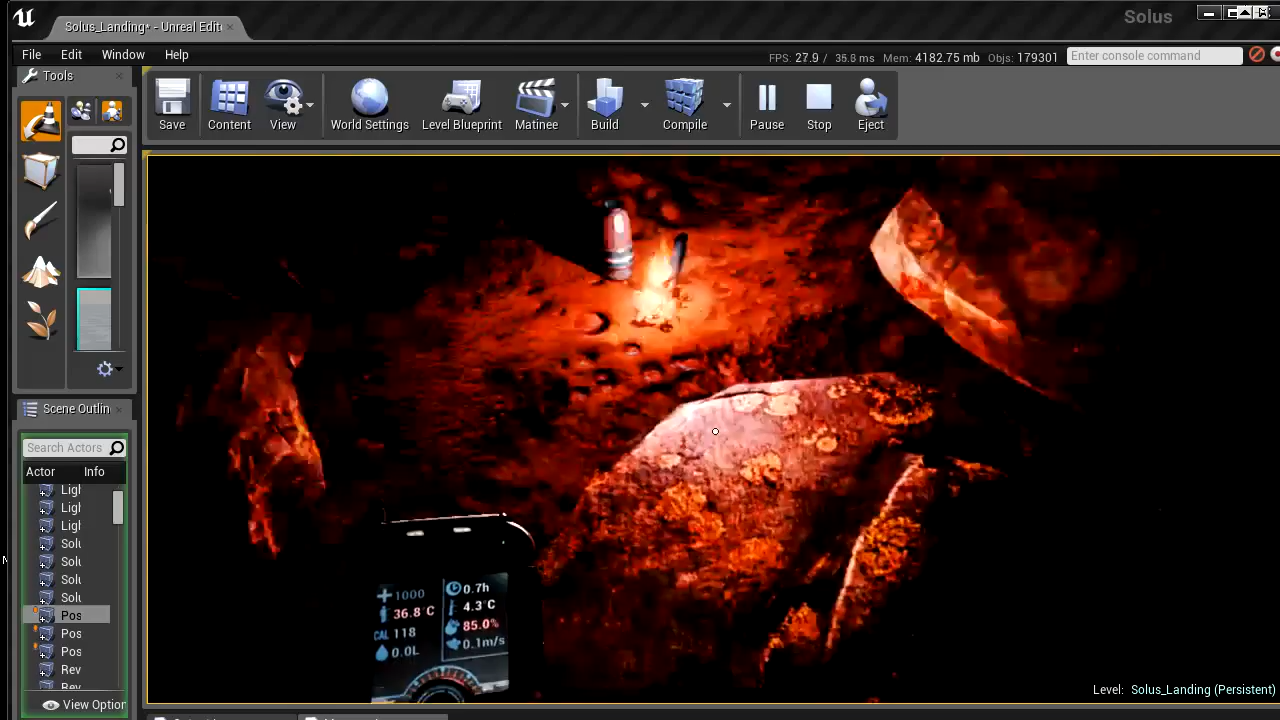 Solus_Landing* - Unreal Edit
Solus
File Edit Window Help
FPS: 27.9 / 35.8 ms Mem: 4182.75 mb Objs: 179301
Enter console command
Tools
Save Content View World Settings Level Blueprint Matinee Build Compile Pause Stop Eject
Scene Outlin
Search Actors
Actor Info
Ligl
Ligl
Ligl
Solu
Solu
Solu
Solu
Pos
Pos
Pos
Rev
Rev
View Option
1000
36.8°C
CAL 118
0.0L
0.7h
4.3°C
85.0%
0.1m/s
Level: Solus_Landing (Persistent)